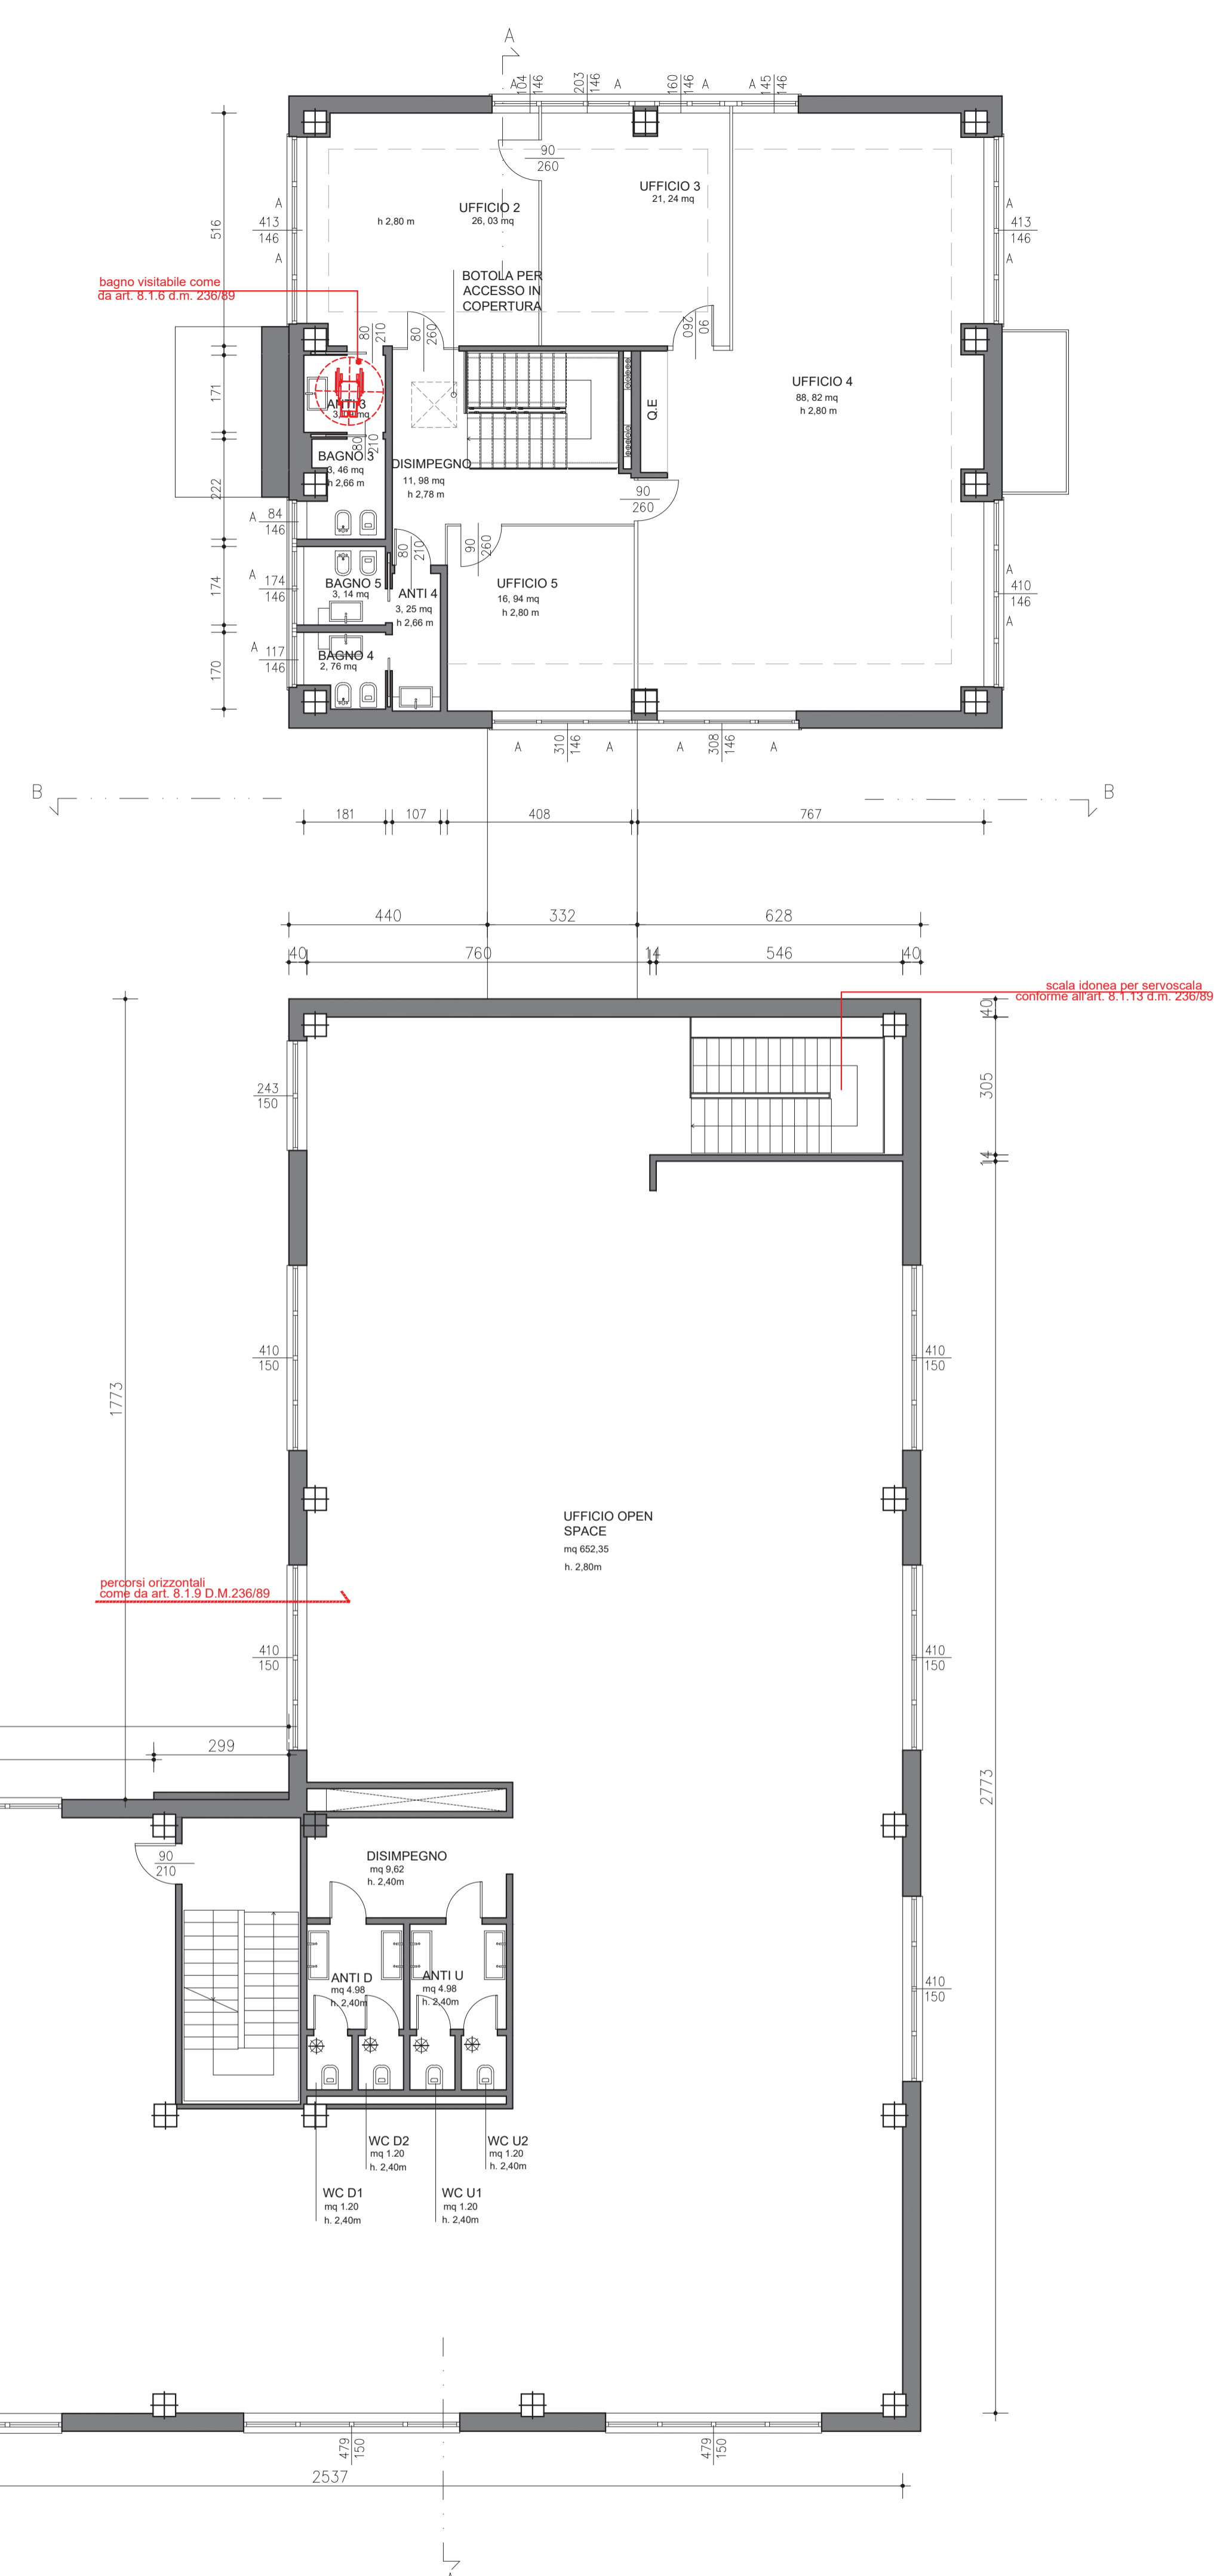 A
A
104
146
203
146
A
160
146
A
A
145
146
90
260
UFFICIO 3
21, 24 mq
UFFICIO 2
26, 03 mq
h 2,80 m
516
A
413
146
A
A
413
146
A
bagno visitabile come
da art. 8.1.6 d.m. 236/89
BOTOLA PER
ACCESSO IN
COPERTURA
80
210
80
260
90
260
UFFICIO 4
88, 82 mq
h 2,80 m
171
ANTI 3
Q.E
80
210
BAGNO 3
3, 46 mq
h 2,66 m
DISIMPEGNO
11, 98 mq
h 2,78 m
222
90
260
A
84
146
80
210
90
260
174
A
174
146
BAGNO 5
3, 14 mq
ANTI 4
3, 25 mq
h 2,66 m
UFFICIO 5
16, 94 mq
h 2,80 m
A
410
146
A
170
A
117
146
BAGNO 4
2, 76 mq
A
310
146
A
A
308
146
A
B
B
181
107
408
767
440
332
628
40
760
14
546
40
scala idonea per servoscala
conforme all'art. 8.1.13 d.m. 236/89
40
243
150
305
14
1773
410
150
410
150
UFFICIO OPEN
SPACE
mq 652,35
h. 2,80m
percorsi orizzontali
come da art. 8.1.9 D.M.236/89
410
150
410
150
299
2773
90
210
DISIMPEGNO
mq 9,62
h. 2,40m
ANTI D
mq 4.98
h. 2,40m
ANTI U
mq 4.98
h. 2,40m
410
150
WC D2
mq 1.20
h. 2,40m
WC U2
mq 1.20
h. 2,40m
WC D1
mq 1.20
h. 2,40m
WC U1
mq 1.20
h. 2,40m
479
150
479
150
2537